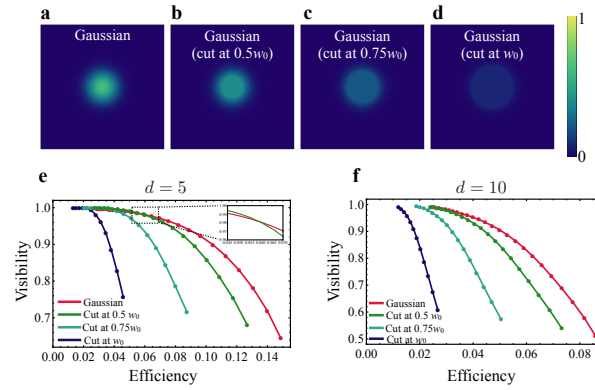 a b c d
Gaussian
Gaussian
(cut at 0.5w₀)
Gaussian
(cut at 0.75w₀)
Gaussian
(cut at w₀)
1
0
e
d = 5
Visibility
1.0
0.9
0.8
0.7
Gaussian
Cut at 0.5 w₀
Cut at 0.75w₀
Cut at w₀
0.00 0.02 0.04 0.06 0.08 0.10 0.12 0.14
Efficiency
f
d = 10
Visibility
1.0
0.9
0.8
0.7
0.6
0.5
Gaussian
Cut at 0.5 w₀
Cut at 0.75w₀
Cut at w₀
0.00 0.02 0.04 0.06 0.08
Efficiency